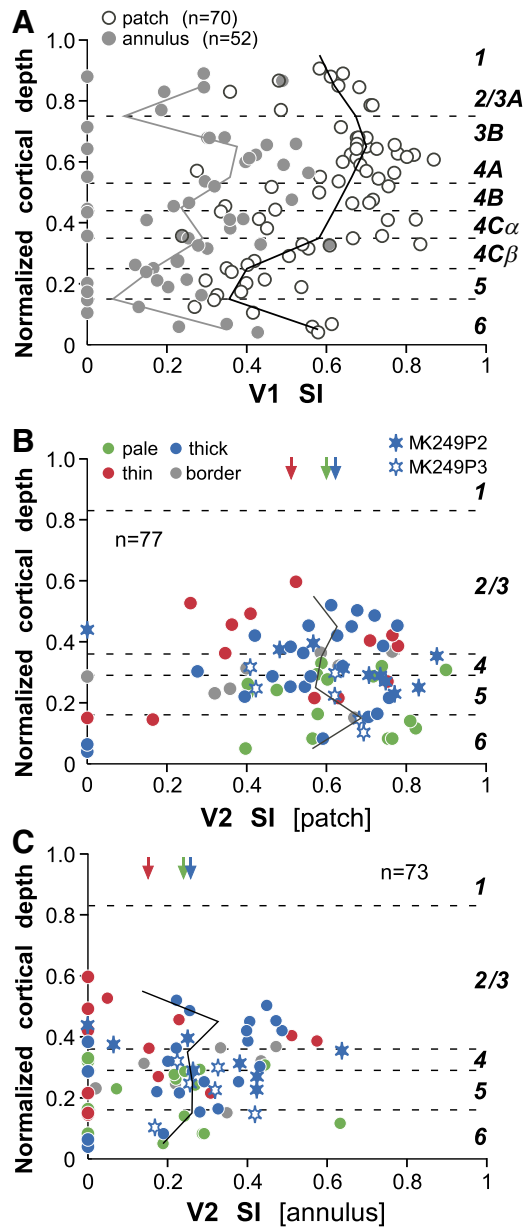 A
patch (n=70)
annulus (n=52)
1.0
0.8
0.6
0.4
0.2
0
Normalized cortical depth
1
2/3A
3B
4A
4B
4Cα
4Cβ
5
6
0 0.2 0.4 0.6 0.8 1
V1 SI
B
pale thick
thin border
MK249P2
MK249P3
n=77
1.0
0.8
0.6
0.4
0.2
0
Normalized cortical depth
1
2/3
4
5
6
0 0.2 0.4 0.6 0.8 1
V2 SI [patch]
C
n=73
1.0
0.8
0.6
0.4
0.2
0
Normalized cortical depth
1
2/3
4
5
6
0 0.2 0.4 0.6 0.8 1
V2 SI [annulus]